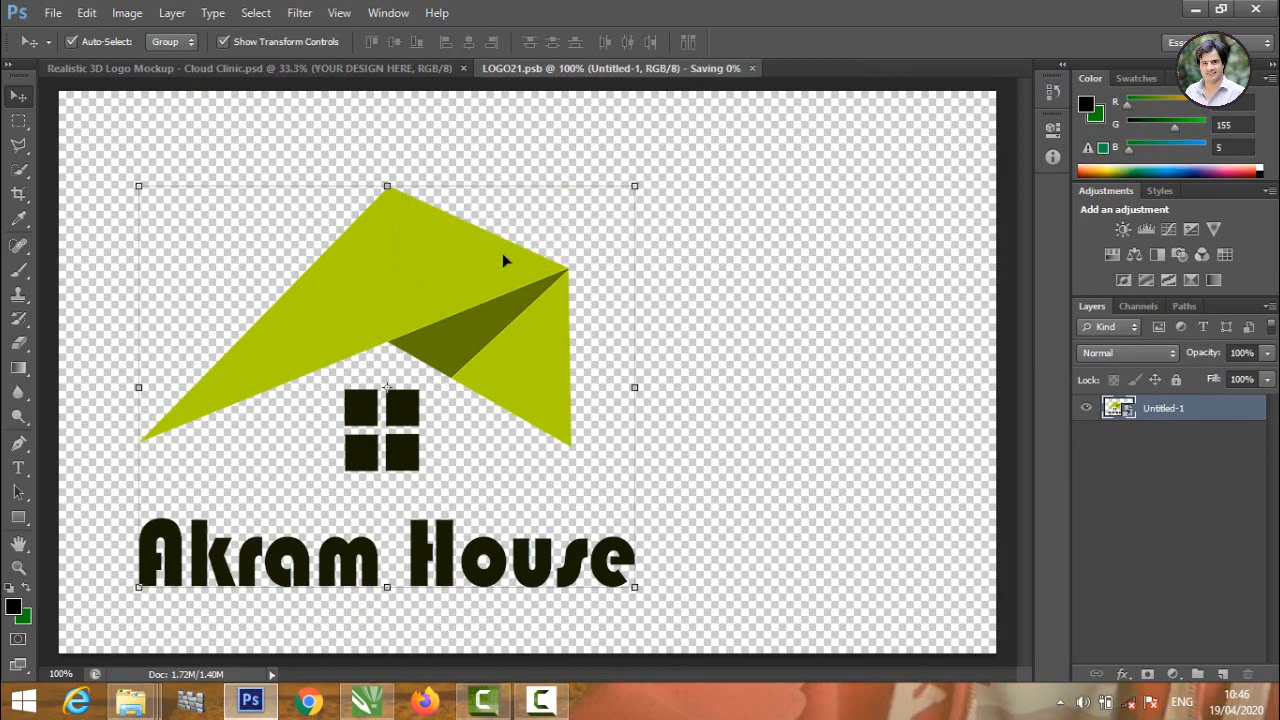 Ps File Edit Image Layer Type Select Filter View Window Help
Auto-Select: Group Show Transform Controls
Realistic 3D Logo Mockup - Cloud Clinic.psd @ 33.3% (YOUR DESIGN HERE, RGB/8) × LOGO21.psb @ 100% (Untitled-1, RGB/8) - Saving 0% ×
Color Swatches
R
G 155
B 5
Adjustments Styles
Add an adjustment
Layers Channels Paths
Kind
Normal Opacity: 100%
Lock: Fill: 100%
Untitled-1
Akram House
100% Doc: 1.72M/1.40M
Ps ENG 10:46
19/04/2020